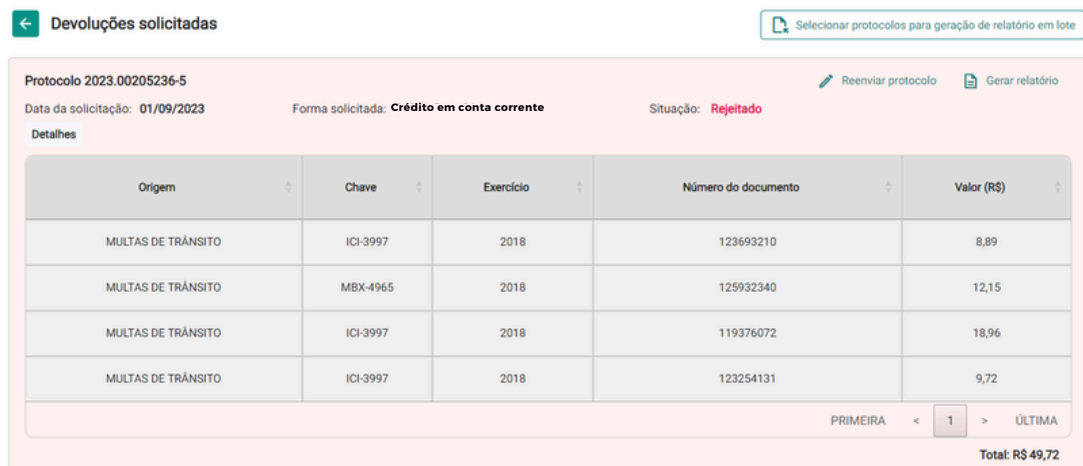 Devoluções solicitadas
Selecionar protocolos para geração de relatório em lote
Protocolo 2023.00205236-5
Reenviar protocolo
Gerar relatório
Data da solicitação: 01/09/2023 Forma solicitada: Crédito em conta corrente Situação: Rejeitado
Detalhes
Origem Chave Exercício Número do documento Valor (R$)
MULTAS DE TRÂNSITO ICI-3997 2018 123693210 8,89
MULTAS DE TRÂNSITO MBX-4965 2018 125932340 12,15
MULTAS DE TRÂNSITO ICI-3997 2018 119376072 18,96
MULTAS DE TRÂNSITO ICI-3997 2018 123254131 9,72
PRIMEIRA < 1 > ÚLTIMA
Total: R$ 49,72